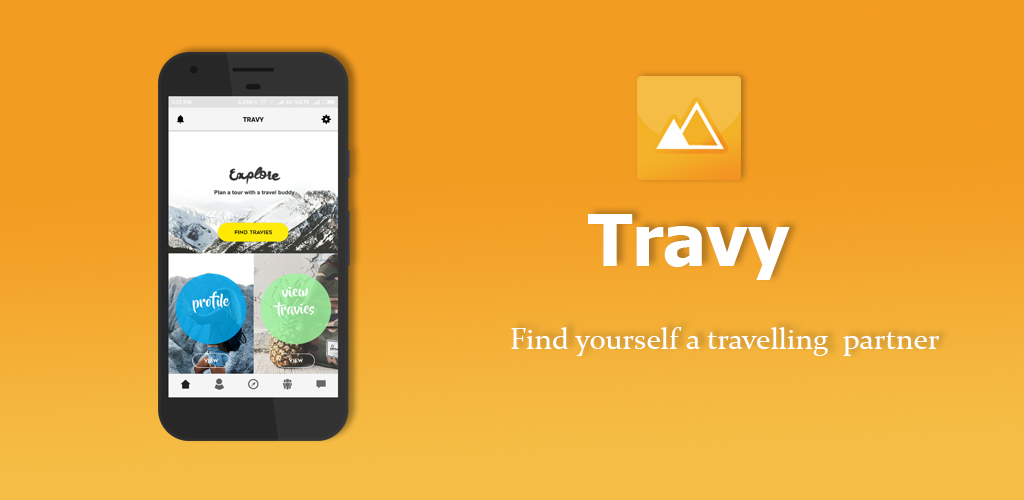 TRAVY
Explore
Plan a tour with a travel buddy
FIND TRAVIES
profile
view
travies
VIEW
VIEW
Travy
Find yourself a travelling partner